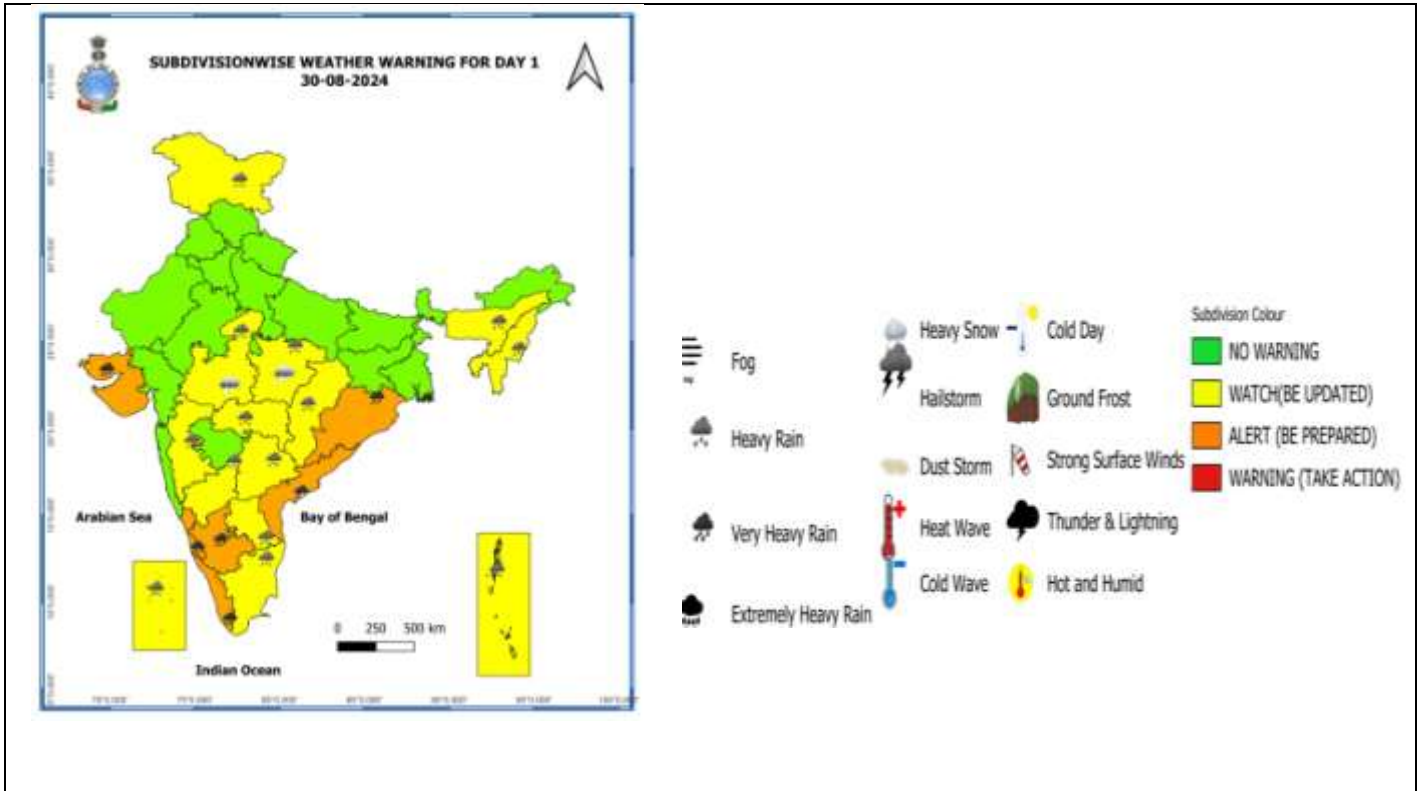 SUBDIVISIONWISE WEATHER WARNING FOR DAY 1
30-08-2024
Arabian Sea
Bay of Bengal
0 250 500 km
Indian Ocean
Fog
Heavy Rain
Very Heavy Rain
Extremely Heavy Rain
Heavy Snow
Hailstorm
Dust Storm
Heat Wave
Cold Wave
Cold Day
Ground Frost
Strong Surface Winds
Thunder & Lightning
Hot and Humid
Subdivision Colour
NO WARNING
WATCH(BE UPDATED)
ALERT (BE PREPARED)
WARNING (TAKE ACTION)